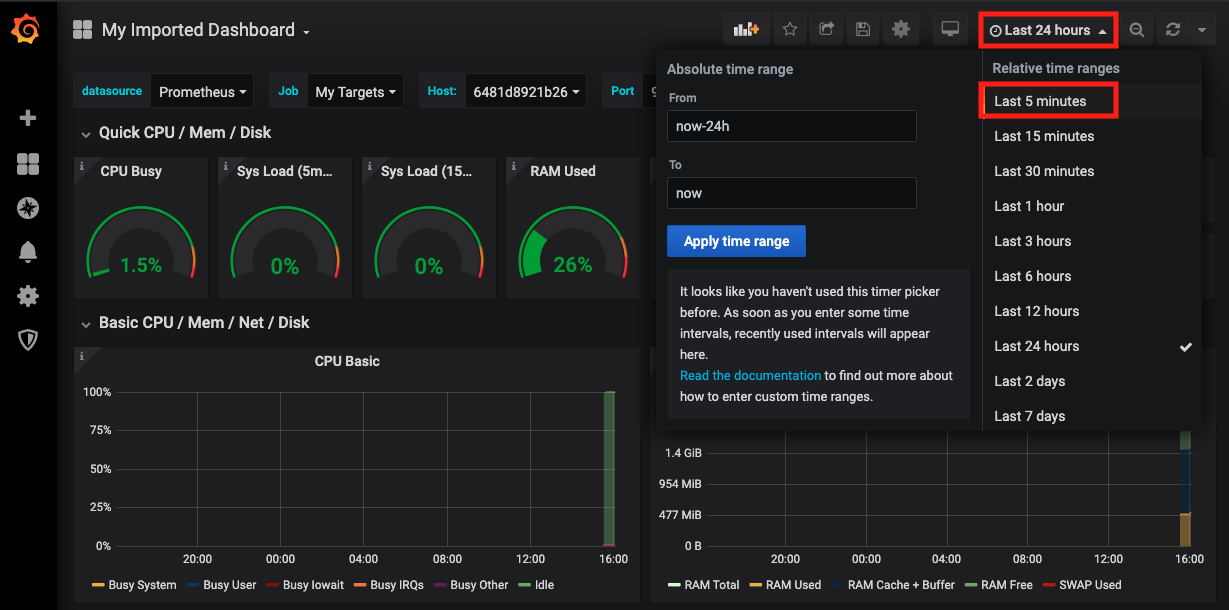 My Imported Dashboard
Last 24 hours
datasource Prometheus
Job My Targets
Host: 6481d8921b26
Port
Quick CPU / Mem / Disk
CPU Busy
1.5%
Sys Load (5m...
0%
Sys Load (15...
0%
RAM Used
26%
Absolute time range
From
now-24h
To
now
Apply time range
It looks like you haven't used this timer picker
before. As soon as you enter some time
intervals, recently used intervals will appear
here.
Read the documentation to find out more about
how to enter custom time ranges.
Relative time ranges
Last 5 minutes
Last 15 minutes
Last 30 minutes
Last 1 hour
Last 3 hours
Last 6 hours
Last 12 hours
Last 24 hours
Last 2 days
Last 7 days
Basic CPU / Mem / Net / Disk
CPU Basic
100%
75%
50%
25%
0%
20:00 00:00 04:00 08:00 12:00 16:00
Busy System Busy User Busy Iowait Busy IRQs Busy Other Idle
1.4 GiB
954 MiB
477 MiB
0 B
20:00 00:00 04:00 08:00 12:00 16:00
RAM Total RAM Used RAM Cache + Buffer RAM Free SWAP Used